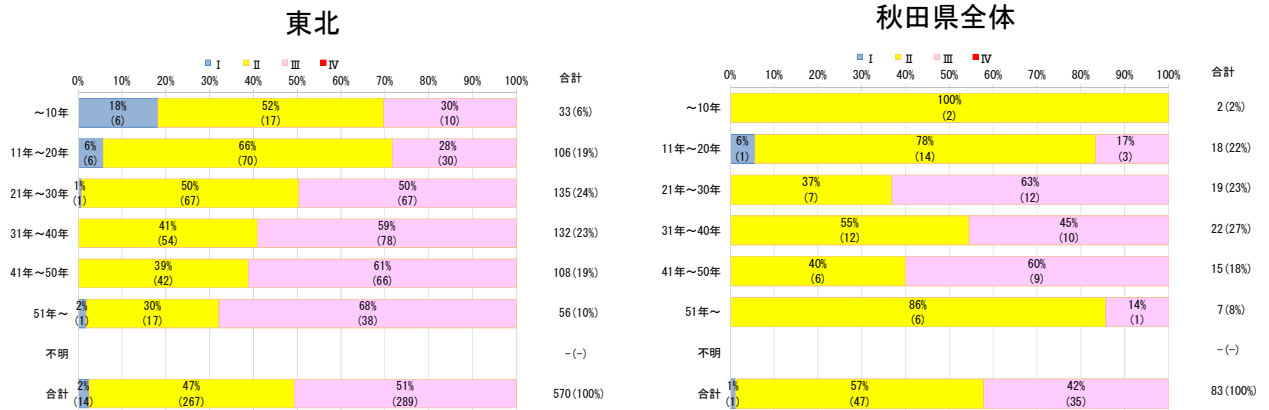 東北
■ Ⅰ ■ Ⅱ ■ Ⅲ ■ Ⅳ
0% 10% 20% 30% 40% 50% 60% 70% 80% 90% 100% 合計
～10年 18% 52% 30% 33(6%)
(6) (17) (10)
11年～20年 6% 66% 28% 106(19%)
(6) (70) (30)
21年～30年 1% 50% 50% 135(24%)
(1) (67) (67)
31年～40年 41% 59% 132(23%)
(54) (78)
41年～50年 39% 61% 108(19%)
(42) (66)
51年～ 2% 30% 68% 56(10%)
(1) (17) (38)
不明 -(-)
合計 2% 47% 51% 570(100%)
(14) (267) (289)
秋田県全体
■ Ⅰ ■ Ⅱ ■ Ⅲ ■ Ⅳ
0% 10% 20% 30% 40% 50% 60% 70% 80% 90% 100% 合計
～10年 100% 2(2%)
(2)
11年～20年 6% 78% 17% 18(22%)
(1) (14) (3)
21年～30年 37% 63% 19(23%)
(7) (12)
31年～40年 55% 45% 22(27%)
(12) (10)
41年～50年 40% 60% 15(18%)
(6) (9)
51年～ 86% 14% 7(8%)
(6) (1)
不明 -(-)
合計 1% 57% 42% 83(100%)
(1) (47) (35)